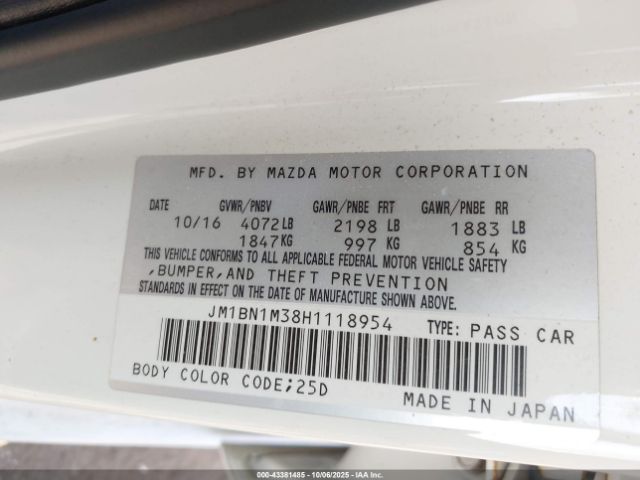 MFD. BY MAZDA MOTOR CORPORATION
DATE GVWR/PNBV GAWR/PNBE FRT GAWR/PNBE RR
10/16 4072LB 2198 LB 1883 LB
1847KG 997 KG 854 KG
THIS VEHICLE CONFORMS TO ALL APPLICABLE FEDERAL MOTOR VEHICLE SAFETY
,BUMPER,AND THEFT PREVENTION
STANDARDS IN EFFECT ON THE DATE OF MANUFACTURE SHOWN ABOVE.
JM1BN1M38H1118954 TYPE: PASS CAR
BODY COLOR CODE;25D MADE IN JAPAN
000-43381485 10/06/2025 IAAI.COM